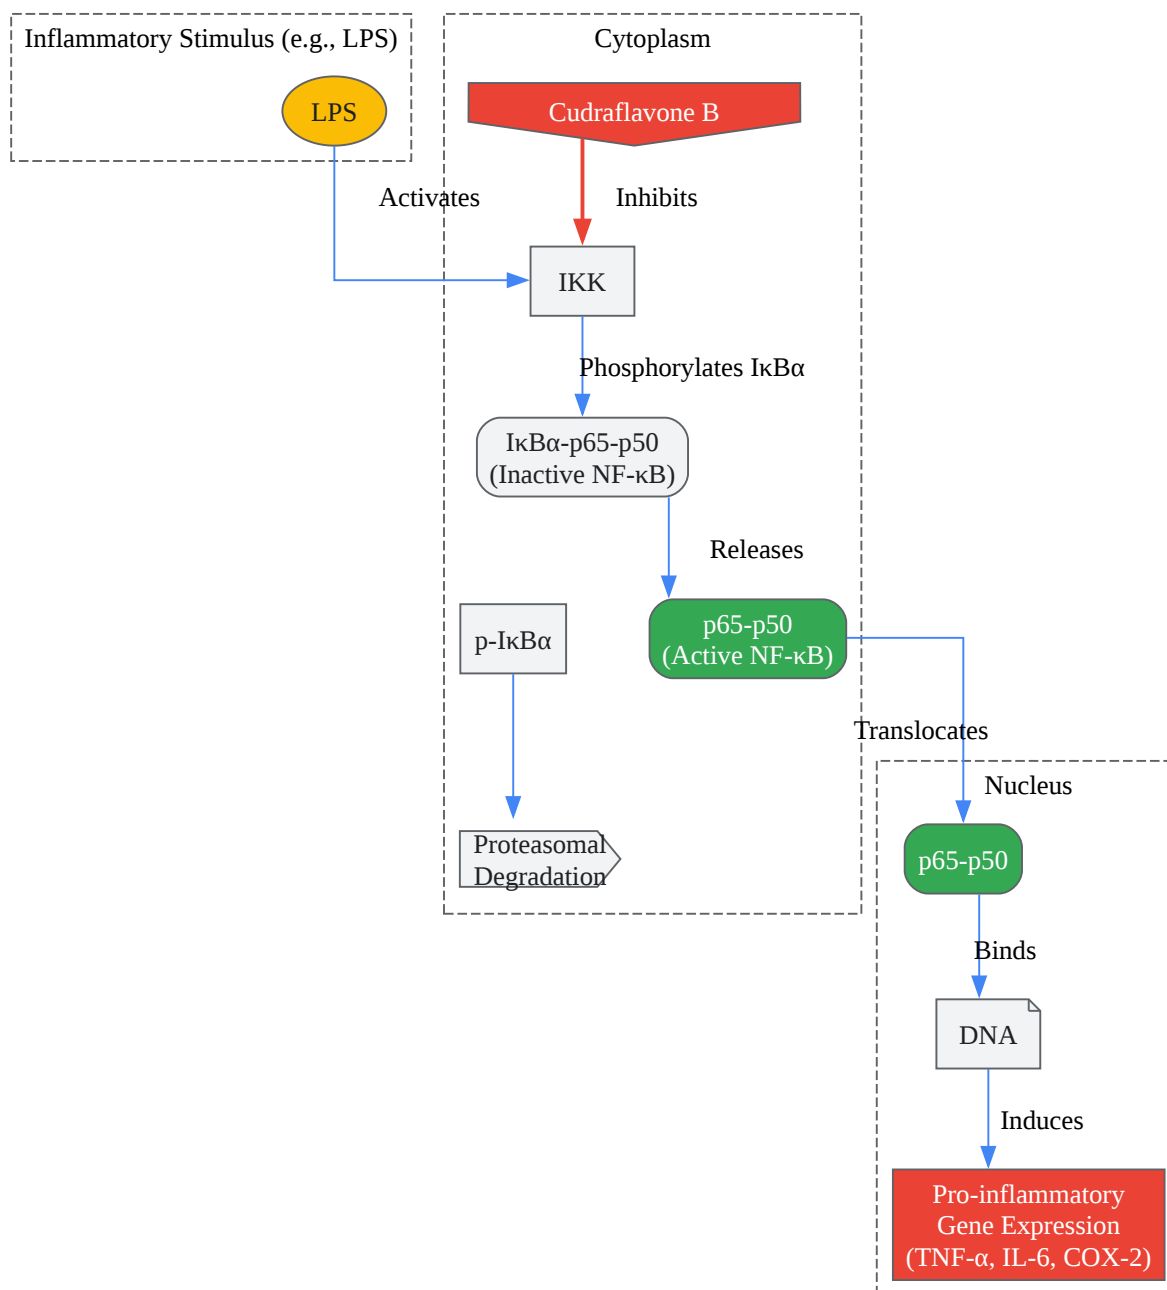 Inflammatory Stimulus (e.g., LPS)
Cytoplasm
LPS
Cudraflavone B
Activates
Inhibits
IKK
Phosphorylates IκBα
IκBα-p65-p50
(Inactive NF-κB)
Releases
p-IκBα
p65-p50
(Active NF-κB)
Translocates
Proteasomal
Degradation
Nucleus
p65-p50
Binds
DNA
Induces
Pro-inflammatory
Gene Expression
(TNF-α, IL-6, COX-2)